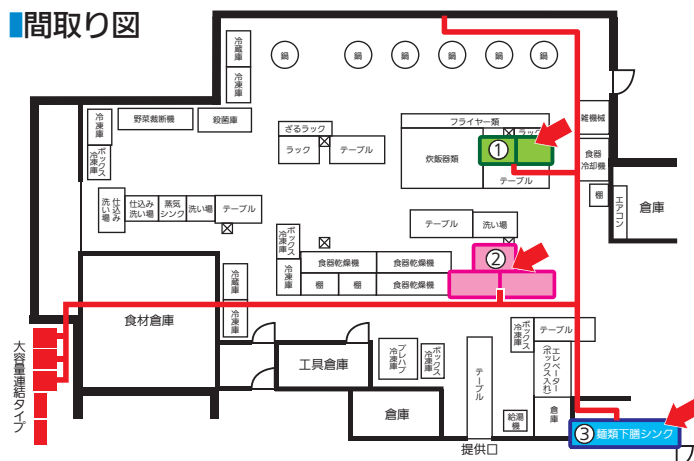 間取り図
冷蔵庫
冷凍庫
鍋
鍋
鍋
鍋
鍋
鍋
冷凍庫
ボックス
冷凍庫
野菜裁断機
殺菌庫
ざるラック
ラック
テーブル
フライヤー類
ラック
炊飯器類
①
テーブル
雑機械
食器
冷却機
棚
エアコン
倉庫
仕込み
洗い場
仕込み
洗い場
蒸気
シンク
洗い場
テーブル
テーブル
洗い場
ボックス
冷凍庫
冷凍庫
食器乾燥機
食器乾燥機
棚
棚
食器乾燥機
②
冷蔵庫
冷凍庫
食材倉庫
大容量連結タイプ
工具倉庫
プレハブ
冷凍庫
ボックス
冷凍庫
倉庫
テーブル
提供口
ボックス
冷凍庫
テーブル
エレベーター
(ボックス入れ)
給湯機
倉庫
③ 麺類下膳シンク